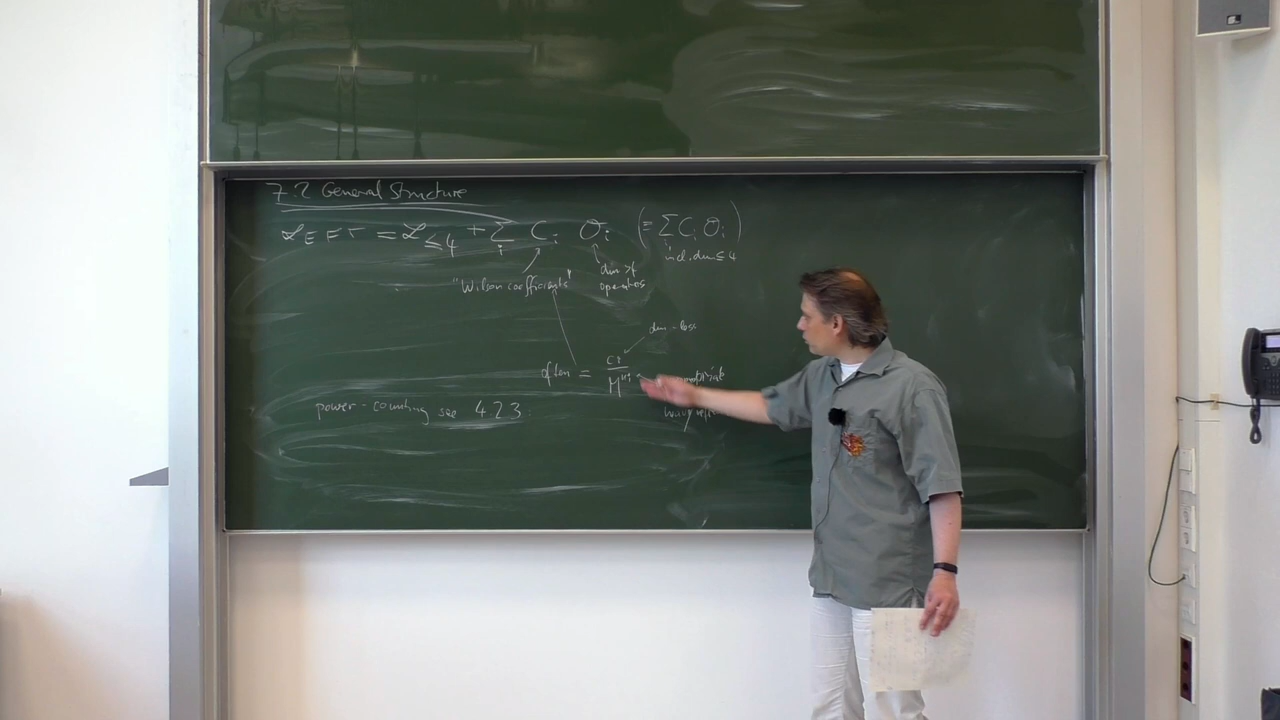 7.2 General Structure
ℒ_EFT = ℒ_≤4 + Σ_i C_i O_i (= Σ C_i O_i)
incl. dim ≤ 4
"Wilson coefficients"
dim >4
operators
dim-less
often = c_i / M^{n_i}
power-counting see 4.2.3: